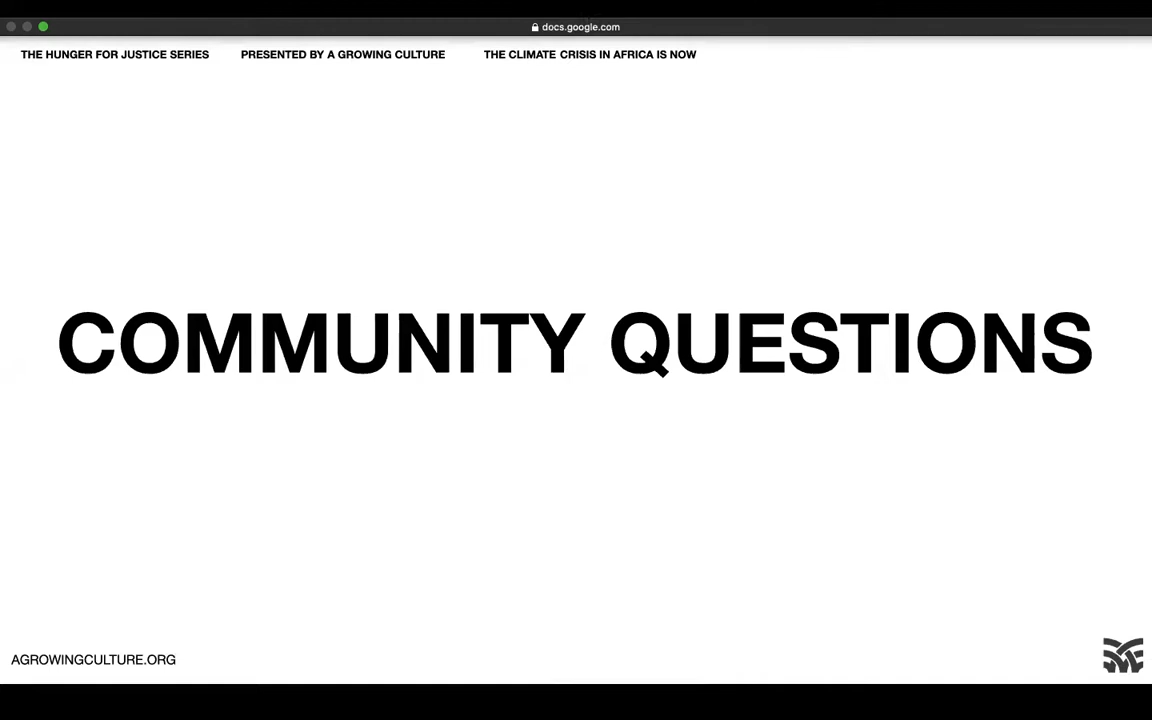 docs.google.com
THE HUNGER FOR JUSTICE SERIES PRESENTED BY A GROWING CULTURE THE CLIMATE CRISIS IN AFRICA IS NOW
COMMUNITY QUESTIONS
AGROWINGCULTURE.ORG